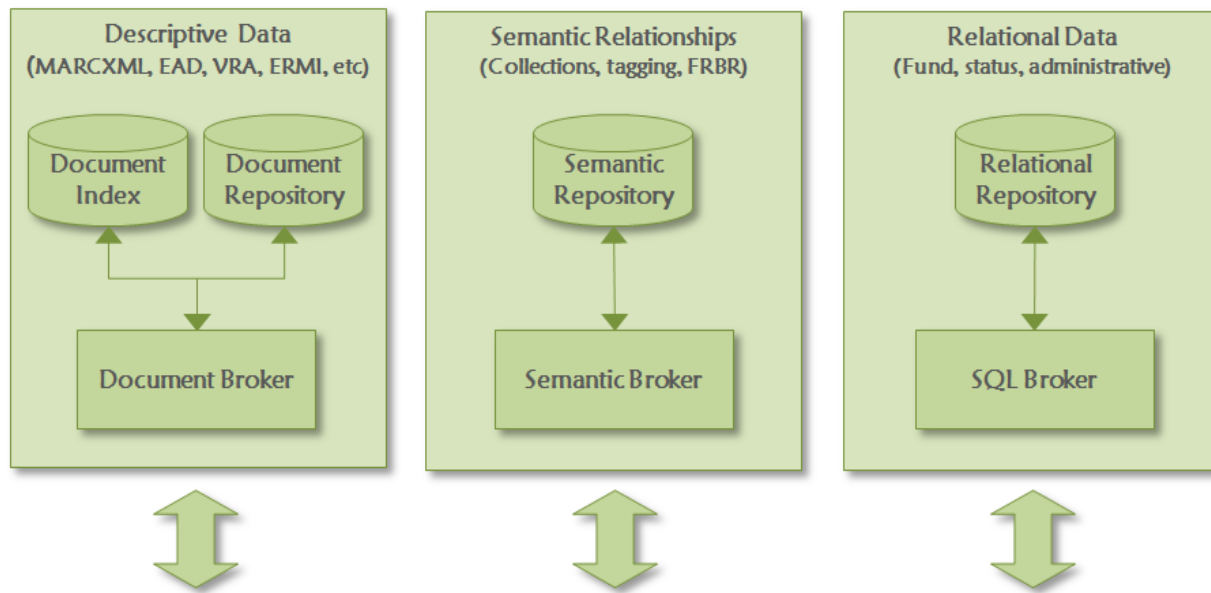 Descriptive Data
(MARCXML, EAD, VRA, ERMI, etc)
Document
Index
Document
Repository
Document Broker
Semantic Relationships
(Collections, tagging, FRBR)
Semantic
Repository
Semantic Broker
Relational Data
(Fund, status, administrative)
Relational
Repository
SQL Broker